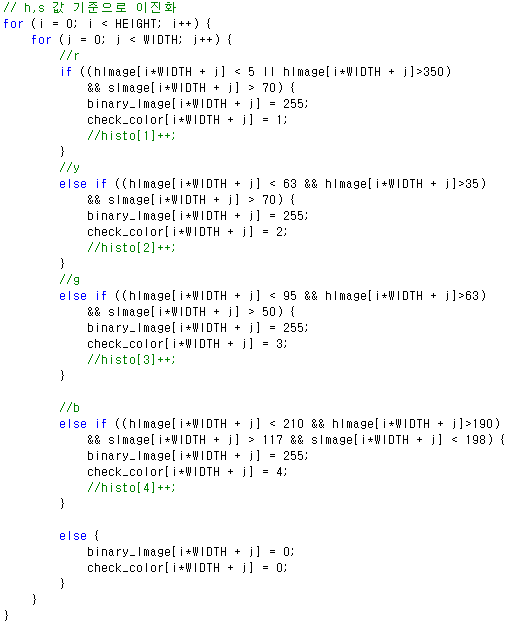 // h,s 값 기준으로 이진화
for (i = 0; i < HEIGHT; i++) {
    for (j = 0; j < WIDTH; j++) {
        //r
        if ((hImage[i*WIDTH + j] < 5 || hImage[i*WIDTH + j]>350)
            && sImage[i*WIDTH + j] > 70) {
            binary_Image[i*WIDTH + j] = 255;
            check_color[i*WIDTH + j] = 1;
            //histo[1]++;
        }
        //y
        else if ((hImage[i*WIDTH + j] < 63 && hImage[i*WIDTH + j]>35)
            && sImage[i*WIDTH + j] > 70) {
            binary_Image[i*WIDTH + j] = 255;
            check_color[i*WIDTH + j] = 2;
            //histo[2]++;
        }
        //g
        else if ((hImage[i*WIDTH + j] < 95 && hImage[i*WIDTH + j]>63)
            && sImage[i*WIDTH + j] > 50) {
            binary_Image[i*WIDTH + j] = 255;
            check_color[i*WIDTH + j] = 3;
            //histo[3]++;
        }

        //b
        else if ((hImage[i*WIDTH + j] < 210 && hImage[i*WIDTH + j]>190)
            && sImage[i*WIDTH + j] > 117 && sImage[i*WIDTH + j] < 198) {
            binary_Image[i*WIDTH + j] = 255;
            check_color[i*WIDTH + j] = 4;
            //histo[4]++;
        }

        else {
            binary_Image[i*WIDTH + j] = 0;
            check_color[i*WIDTH + j] = 0;
        }
    }
}